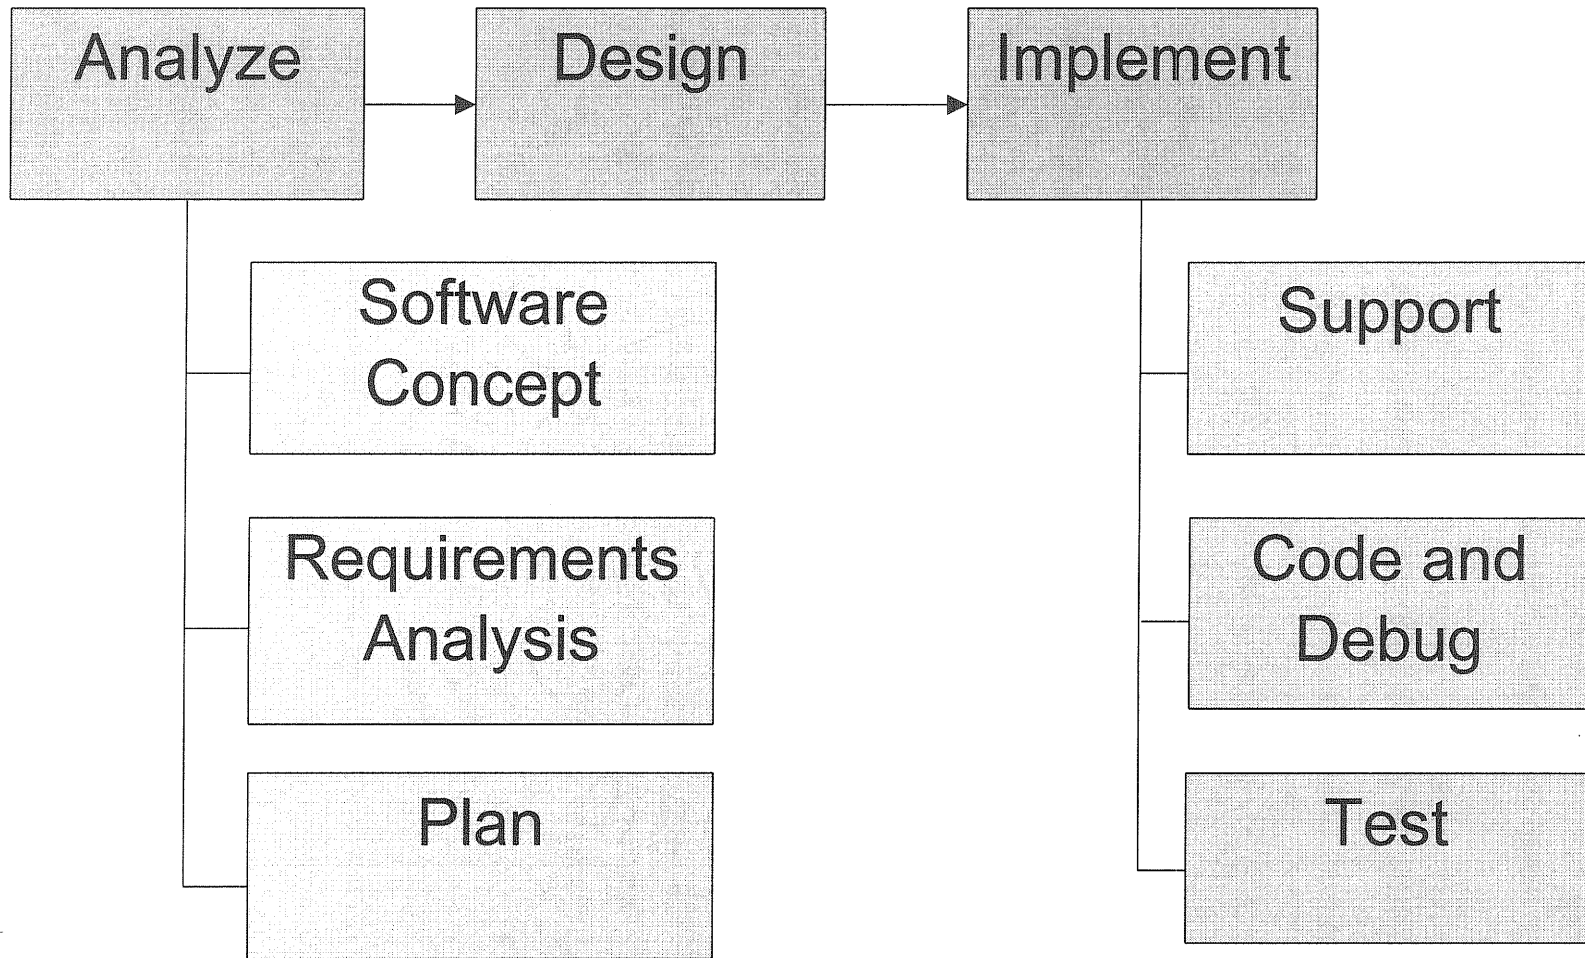 Analyze
Design
Implement
Software
Concept
Support
Requirements
Analysis
Code and
Debug
Plan
Test